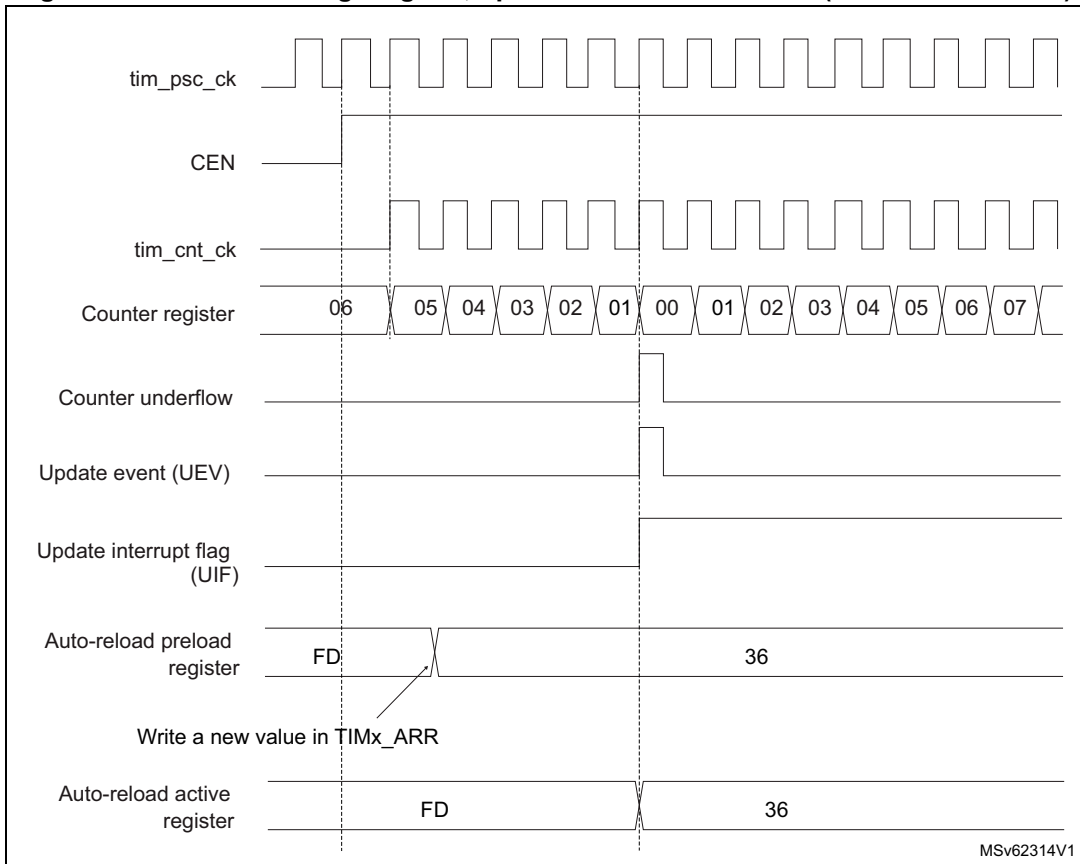 tim_psc_ck
CEN
tim_cnt_ck
Counter register 06 05 04 03 02 01 00 01 02 03 04 05 06 07
Counter underflow
Update event (UEV)
Update interrupt flag
(UIF)
Auto-reload preload
register
FD 36
Write a new value in TIMx_ARR
Auto-reload active
register
FD 36
MSv62314V1